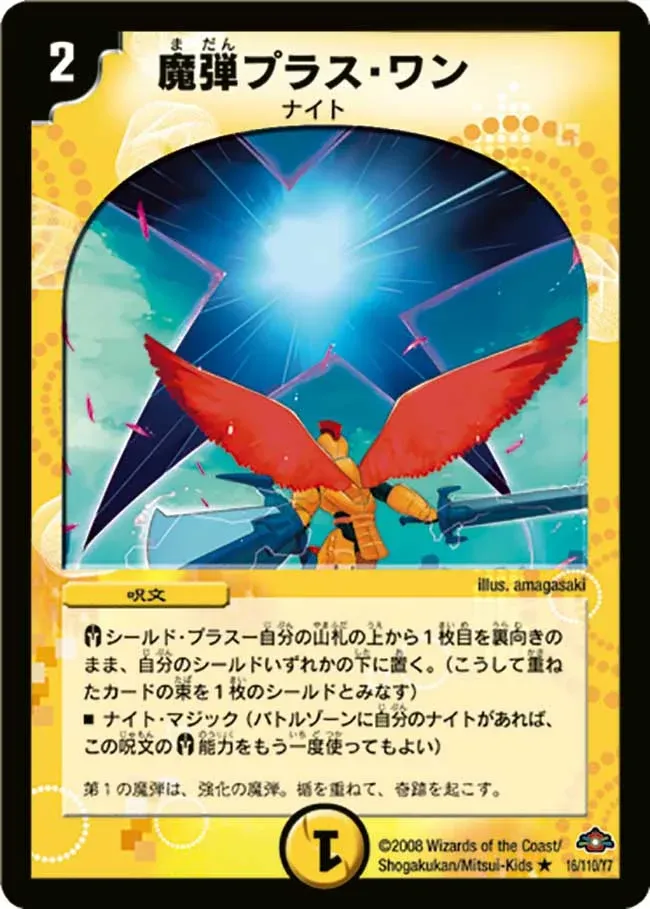 2
魔弾プラス・ワン
ナイト
illus. amagasaki
呪文
シールド・プラスー自分の山札の上から1枚目を裏向きの
まま、自分のシールドいずれかの下に置く。(こうして重ね
たカードの束を1枚のシールドとみなす)
■ ナイト・マジック (バトルゾーンに自分のナイトがあれば、
この呪文の能力をもう一度使ってもよい)
第1の魔弾は、強化の魔弾。楯を重ねて、奇蹟を起こす。
1
©2008 Wizards of the Coast/
Shogakukan/Mitsui-Kids ★ 16/110/Y7